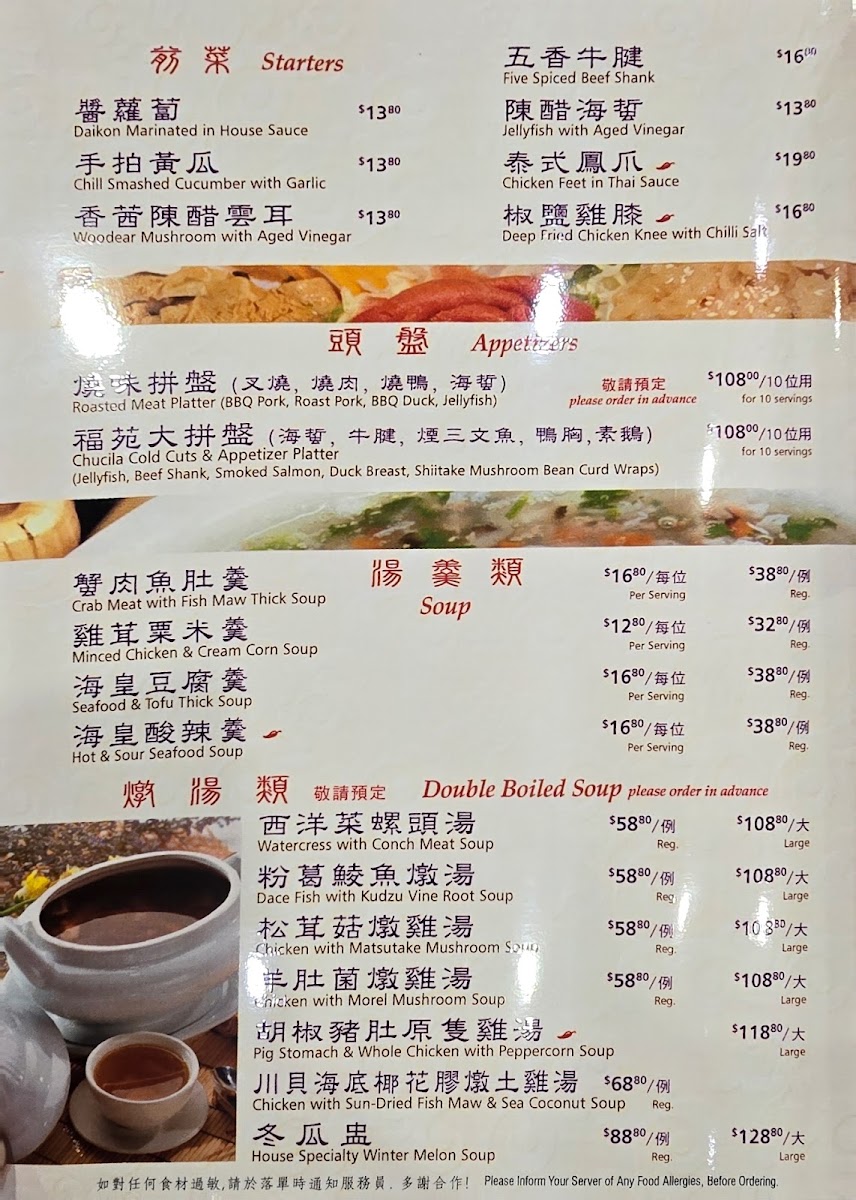 前菜 Starters
醬蘿蔔 $13.80
Daikon Marinated in House Sauce
手拍黃瓜 $13.80
Chill Smashed Cucumber with Garlic
香茜陳醋雲耳 $13.80
Woodear Mushroom with Aged Vinegar
五香牛腱 $16.00
Five Spiced Beef Shank
陳醋海蜇 $13.80
Jellyfish with Aged Vinegar
泰式鳳爪 $19.80
Chicken Feet in Thai Sauce
椒鹽雞膝 $16.80
Deep Fried Chicken Knee with Chilli Salt
頭盤 Appetizers
燒味拼盤 (叉燒, 燒肉, 燒鴨, 海蜇) 敬請預定 $108.00/10位用
Roasted Meat Platter (BBQ Pork, Roast Pork, BBQ Duck, Jellyfish) please order in advance for 10 servings
福苑大拼盤 (海蜇, 牛腱, 煙三文魚, 鴨胸,素鵝) $108.00/10位用
Chucila Cold Cuts & Appetizer Platter for 10 servings
(Jellyfish, Beef Shank, Smoked Salmon, Duck Breast, Shiitake Mushroom Bean Curd Wraps)
湯羹類
Soup
蟹肉魚肚羹 $16.80/每位 $38.80/例
Crab Meat with Fish Maw Thick Soup Per Serving Reg.
雞茸粟米羹 $12.80/每位 $32.80/例
Minced Chicken & Cream Corn Soup Per Serving Reg.
海皇豆腐羹 $16.80/每位 $38.80/例
Seafood & Tofu Thick Soup Per Serving Reg.
海皇酸辣羹 $16.80/每位 $38.80/例
Hot & Sour Seafood Soup Per Serving Reg.
燉湯類 敬請預定 Double Boiled Soup please order in advance
西洋菜螺頭湯 $58.80/例 $108.80/大
Watercress with Conch Meat Soup Reg. Large
粉葛鯪魚燉湯 $58.80/例 $108.80/大
Dace Fish with Kudzu Vine Root Soup Reg. Large
松茸菇燉雞湯 $58.80/例 $108.80/大
Chicken with Matsutake Mushroom Soup Reg. Large
羊肚菌燉雞湯 $58.80/例 $108.80/大
Chicken with Morel Mushroom Soup Reg. Large
胡椒豬肚原隻雞湯 $118.80/大
Pig Stomach & Whole Chicken with Peppercorn Soup Large
川貝海底椰花膠燉土雞湯 $68.80/例
Chicken with Sun-Dried Fish Maw & Sea Coconut Soup Reg.
冬瓜盅 $88.80/例 $128.80/大
House Specialty Winter Melon Soup Reg. Large
如對任何食材過敏,請於落單時通知服務員. 多謝合作! Please Inform Your Server of Any Food Allergies, Before Ordering.